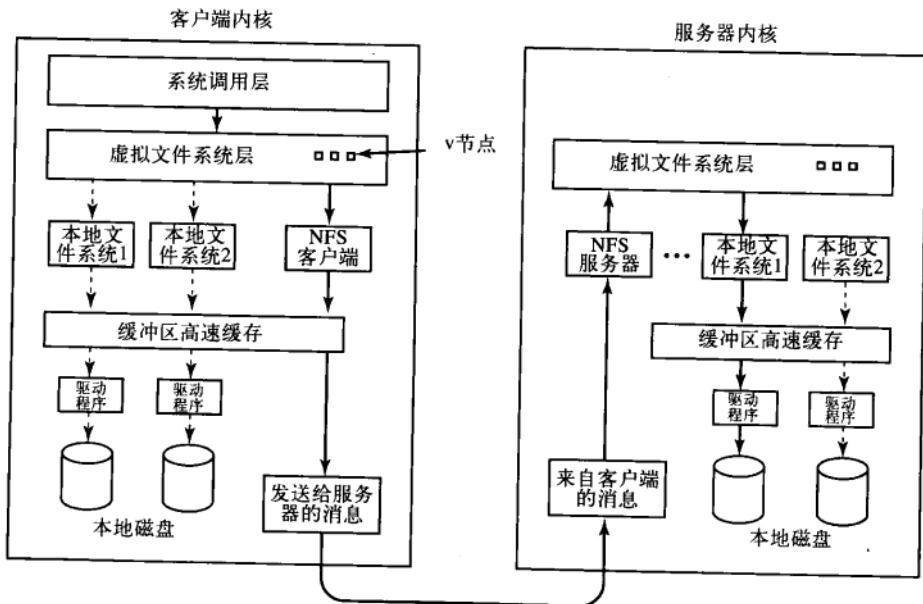 客户端内核
服务器内核
系统调用层
虚拟文件系统层
v节点
虚拟文件系统层
本地文
件系统1
本地文
件系统2
NFS
客户端
NFS
服务器
本地文
件系统1
本地文
件系统2
缓冲区高速缓存
缓冲区高速缓存
驱动
程序
驱动
程序
驱动
程序
驱动
程序
发送给服务
器的消息
来自客户端
的消息
本地磁盘
本地磁盘